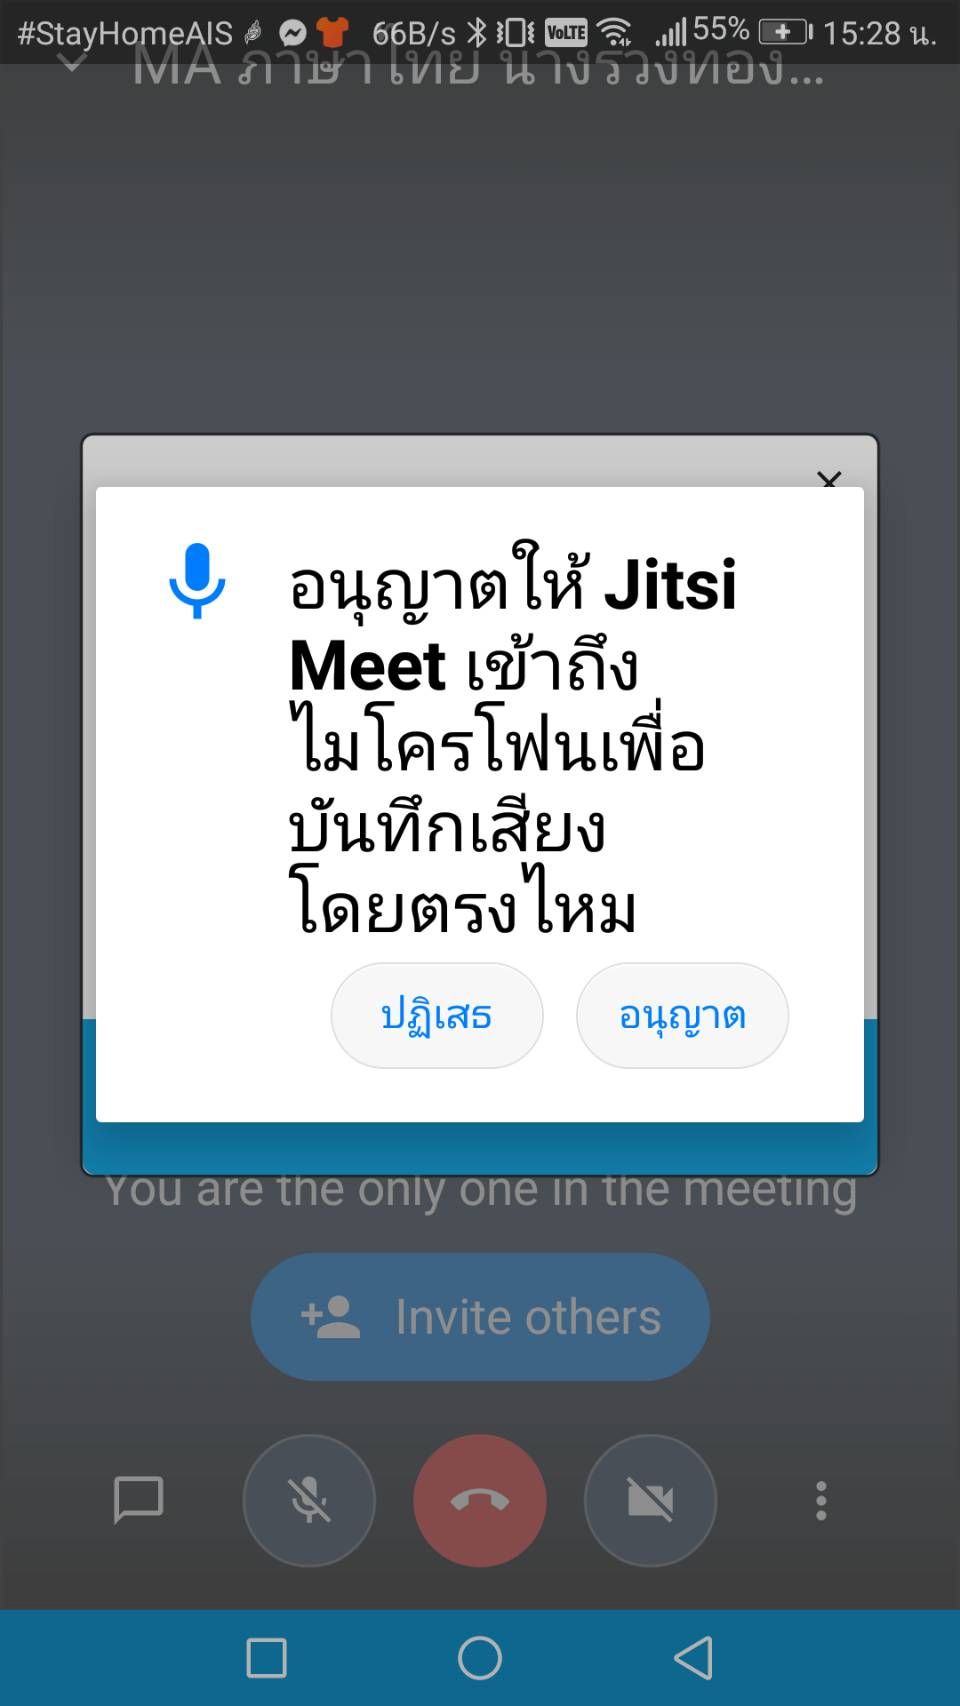 #StayHomeAIS 66B/s VoLTE 55% 15:28 น.
MA ภาษาไทย นางรวงทอง...
อนุญาตให้ Jitsi
Meet เข้าถึง
ไมโครโฟนเพื่อ
บันทึกเสียง
โดยตรงไหม
ปฏิเสธ อนุญาต
You are the only one in the meeting
Invite others